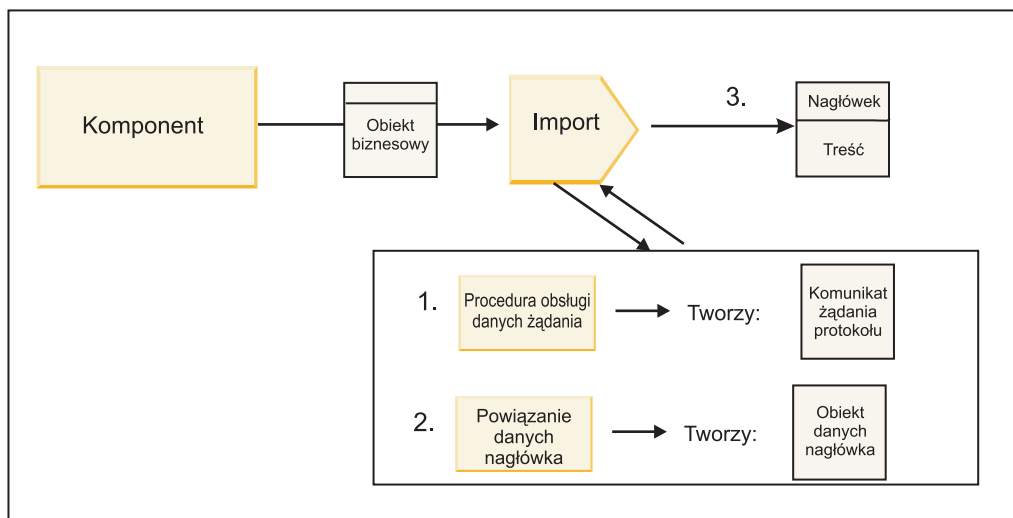 Komponent
Obiekt
biznesowy
Import
3.
Nagłówek
Treść
1.
Procedura obsługi
danych żądania
Tworzy:
Komunikat
żądania
protokołu
2.
Powiązanie
danych
nagłówka
Tworzy:
Obiekt
danych
nagłówka